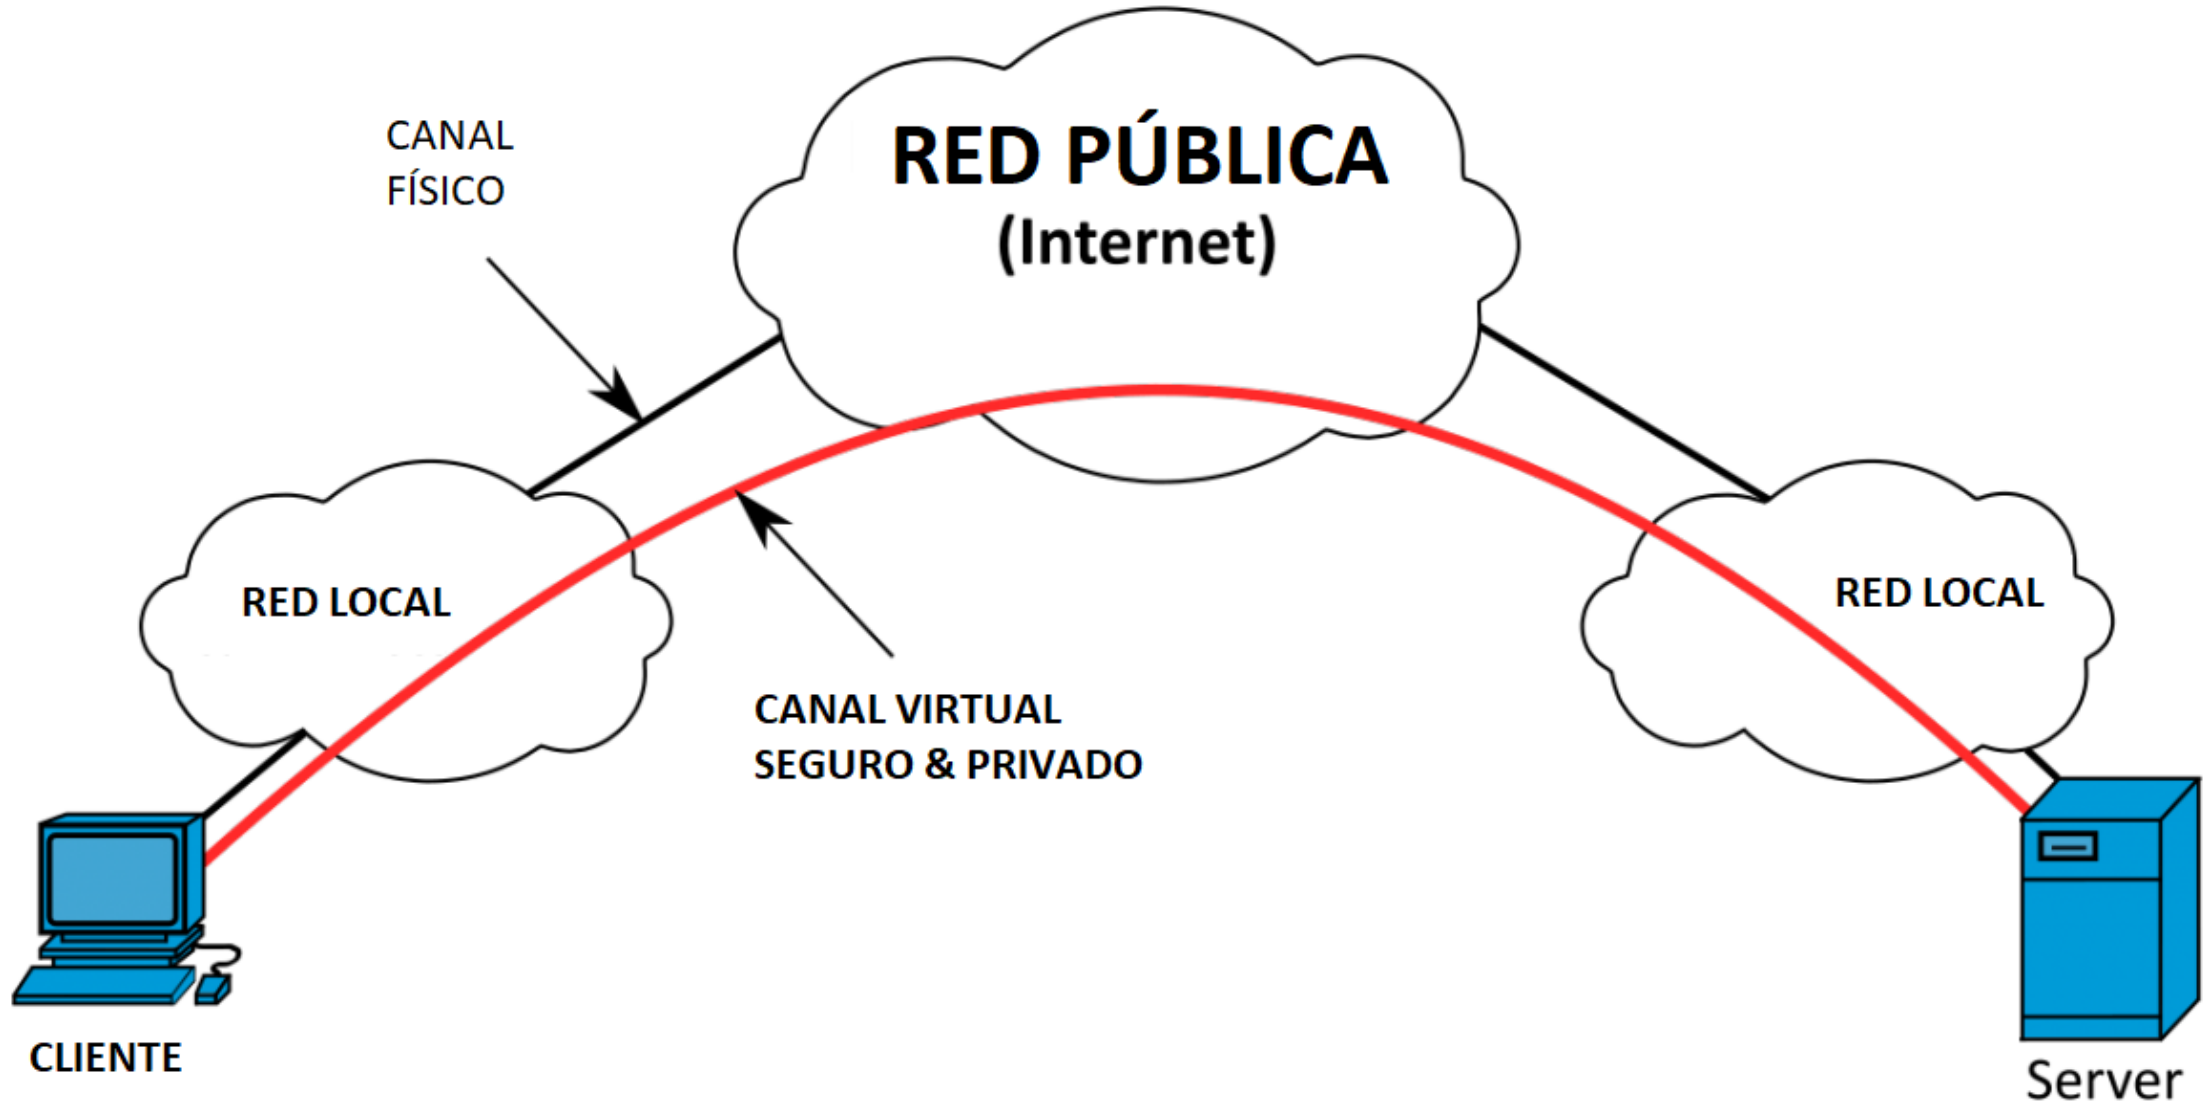 CANAL
FÍSICO
RED PÚBLICA
(Internet)
RED LOCAL
RED LOCAL
CANAL VIRTUAL
SEGURO & PRIVADO
CLIENTE
Server